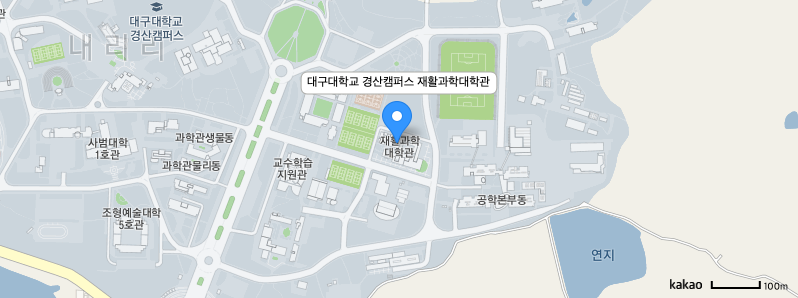 관
대구대학교
경산캠퍼스
내리리
대구대학교 경산캠퍼스 재활과학대학관
사범대학
1호관
과학관생물동
과학관물리동
재활과학
대학관
교수학습
지원관
조형예술대학
5호관
공학본부동
연지
kakao
100m